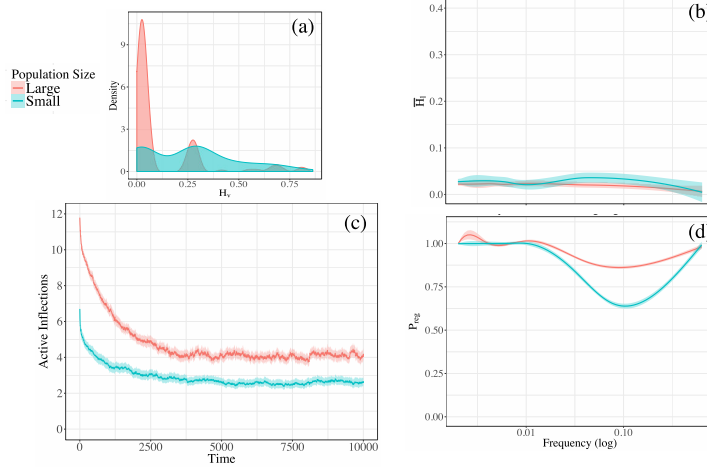 Population Size
Large
Small
(a)
Density
9
6
3
0
0.00
0.25
0.50
0.75
H_v
(b)
H̅_l
0.4
0.3
0.2
0.1
0.0
(c)
Active Inflections
12
10
8
6
4
2
0
0
2500
5000
7500
10000
Time
(d)
P_reg
1.00
0.75
0.50
0.25
0.00
0.01
0.10
Frequency (log)